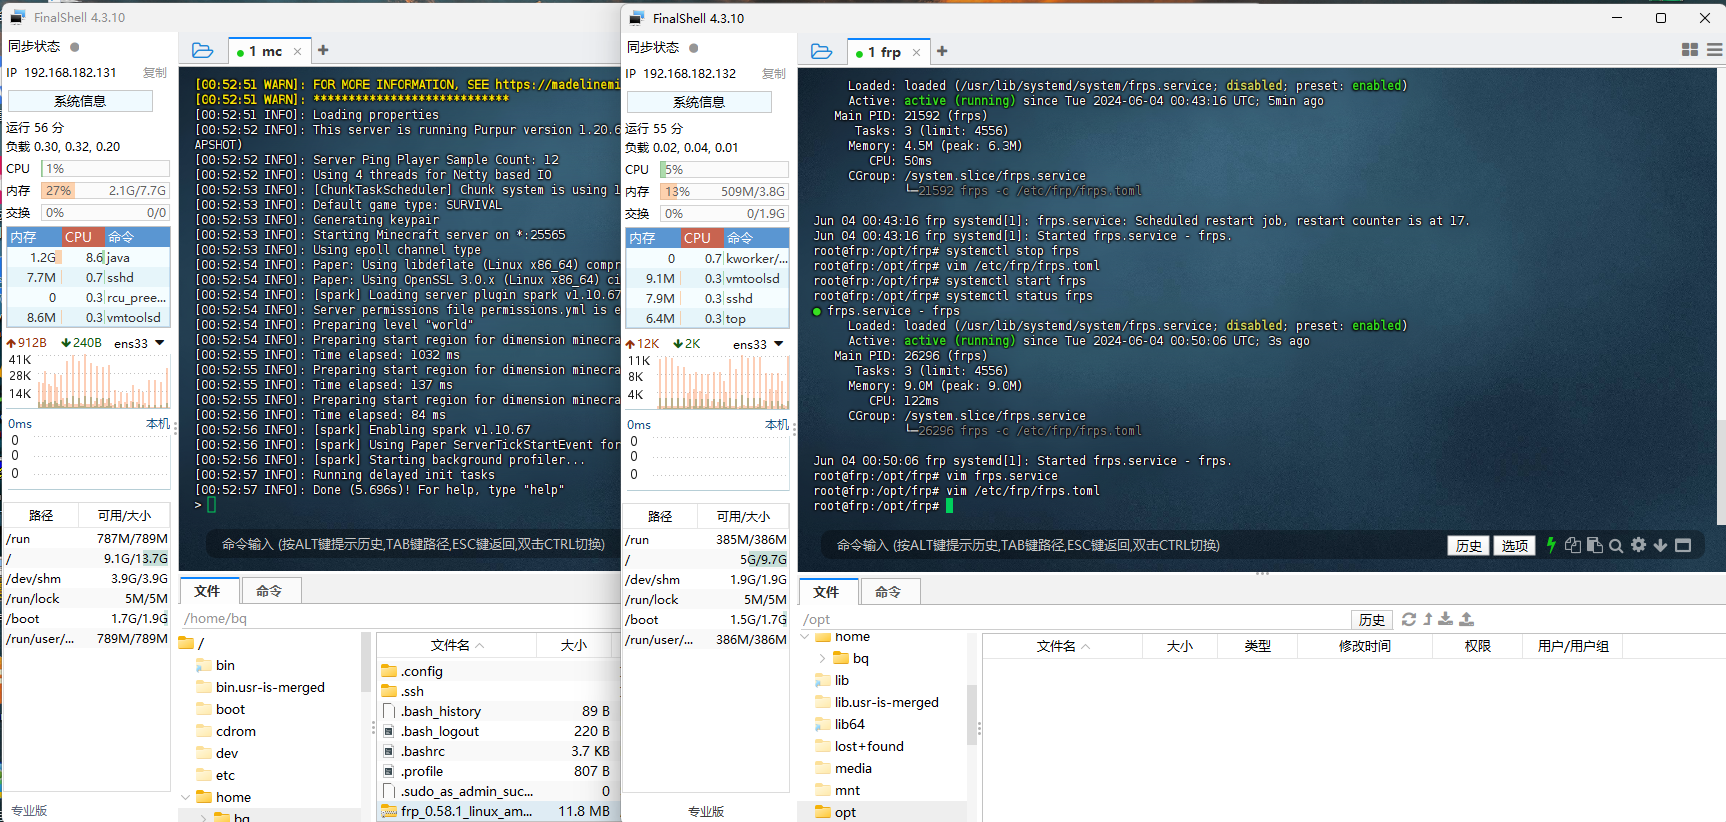 FinalShell 4.3.10
同步状态
IP 192.168.182.131 复制
系统信息
运行 56 分
负载 0.30, 0.32, 0.20
CPU 1%
内存 27% 2.1G/7.7G
交换 0% 0/0
内存 CPU 命令
1.2G 8.6 java
7.7M 0.7 sshd
0 0.3 rcu_pree...
8.6M 0.3 vmtoolsd
912B 240B ens33
41K
28K
14K
0ms 本机
0
0
0
路径 可用/大小
/run 787M/789M
/ 9.1G/13.7G
/dev/shm 3.9G/3.9G
/run/lock 5M/5M
/boot 1.7G/1.9G
/run/user/... 789M/789M
专业版
1 mc
[00:52:51 WARN]: FOR MORE INFORMATION, SEE https://madelinemi
[00:52:51 WARN]: ****************************
[00:52:51 INFO]: Loading properties
[00:52:52 INFO]: This server is running Purpur version 1.20.6
APSHOT)
[00:52:52 INFO]: Server Ping Player Sample Count: 12
[00:52:52 INFO]: Using 4 threads for Netty based IO
[00:52:53 INFO]: [ChunkTaskScheduler] Chunk system is using 1
[00:52:53 INFO]: Default game type: SURVIVAL
[00:52:53 INFO]: Generating keypair
[00:52:53 INFO]: Starting Minecraft server on *:25565
[00:52:53 INFO]: Using epoll channel type
[00:52:54 INFO]: Paper: Using libdeflate (Linux x86_64) compr
[00:52:54 INFO]: Paper: Using OpenSSL 3.0.x (Linux x86_64) ci
[00:52:54 INFO]: [spark] Loading server plugin spark v1.10.67
[00:52:54 INFO]: Server permissions file permissions.yml is e
[00:52:54 INFO]: Preparing level "world"
[00:52:54 INFO]: Preparing start region for dimension minecra
[00:52:55 INFO]: Time elapsed: 1032 ms
[00:52:55 INFO]: Preparing start region for dimension minecra
[00:52:55 INFO]: Time elapsed: 137 ms
[00:52:55 INFO]: Preparing start region for dimension minecra
[00:52:56 INFO]: Time elapsed: 84 ms
[00:52:56 INFO]: [spark] Enabling spark v1.10.67
[00:52:56 INFO]: [spark] Using Paper ServerTickStartEvent for
[00:52:56 INFO]: [spark] Starting background profiler...
[00:52:57 INFO]: Running delayed init tasks
[00:52:57 INFO]: Done (5.696s)! For help, type "help"
>
命令输入 (按ALT键提示历史,TAB键路径,ESC键返回,双击CTRL切换)
文件 命令
/home/bq
/
bin
bin.usr-is-merged
boot
cdrom
dev
etc
home
bq
文件名 大小
.config
.ssh
.bash_history 89 B
.bash_logout 220 B
.bashrc 3.7 KB
.profile 807 B
.sudo_as_admin_suc... 0
frp_0.58.1_linux_am... 11.8 MB
FinalShell 4.3.10
同步状态
IP 192.168.182.132 复制
系统信息
运行 55 分
负载 0.02, 0.04, 0.01
CPU 5%
内存 13% 509M/3.8G
交换 0% 0/1.9G
内存 CPU 命令
0 0.7 kworker/...
9.1M 0.3 vmtoolsd
7.9M 0.3 sshd
6.4M 0.3 top
12K 2K ens33
11K
8K
4K
0ms 本机
0
0
0
路径 可用/大小
/run 385M/386M
/ 5G/9.7G
/dev/shm 1.9G/1.9G
/run/lock 5M/5M
/boot 1.5G/1.7G
/run/user/... 386M/386M
专业版
1 frp
Loaded: loaded (/usr/lib/systemd/system/frps.service; disabled; preset: enabled)
Active: active (running) since Tue 2024-06-04 00:43:16 UTC; 5min ago
Main PID: 21592 (frps)
Tasks: 3 (limit: 4556)
Memory: 4.5M (peak: 6.3M)
CPU: 50ms
CGroup: /system.slice/frps.service
└─21592 frps -c /etc/frp/frps.toml
Jun 04 00:43:16 frp systemd[1]: frps.service: Scheduled restart job, restart counter is at 17.
Jun 04 00:43:16 frp systemd[1]: Started frps.service - frps.
root@frp:/opt/frp# systemctl stop frps
root@frp:/opt/frp# vim /etc/frp/frps.toml
root@frp:/opt/frp# systemctl start frps
root@frp:/opt/frp# systemctl status frps
● frps.service - frps
Loaded: loaded (/usr/lib/systemd/system/frps.service; disabled; preset: enabled)
Active: active (running) since Tue 2024-06-04 00:50:06 UTC; 3s ago
Main PID: 26296 (frps)
Tasks: 3 (limit: 4556)
Memory: 9.0M (peak: 9.0M)
CPU: 122ms
CGroup: /system.slice/frps.service
└─26296 frps -c /etc/frp/frps.toml
Jun 04 00:50:06 frp systemd[1]: Started frps.service - frps.
root@frp:/opt/frp# vim frps.service
root@frp:/opt/frp# vim /etc/frp/frps.toml
root@frp:/opt/frp#
命令输入 (按ALT键提示历史,TAB键路径,ESC键返回,双击CTRL切换)
历史 选项
文件 命令
/opt 历史
home
bq
lib
lib.usr-is-merged
lib64
lost+found
media
mnt
opt
文件名 大小 类型 修改时间 权限 用户/用户组